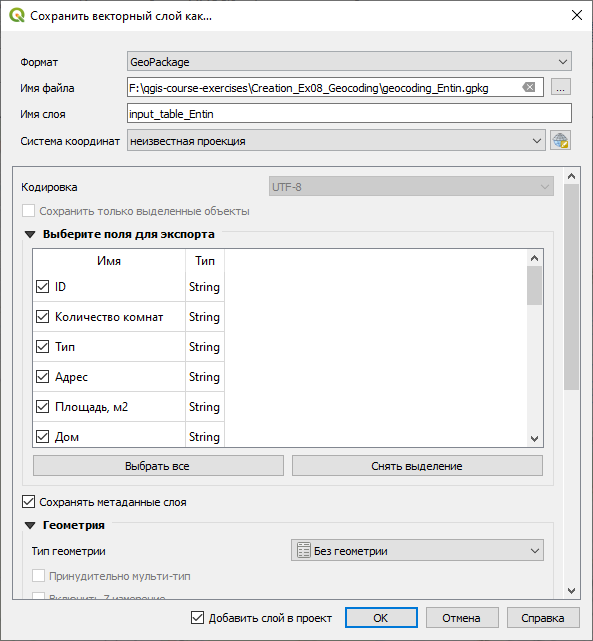 Сохранить векторный слой как...
Формат GeoPackage
Имя файла F:\qgis-course-exercises\Creation_Ex08_Geocoding\geocoding_Entin.gpkg ...
Имя слоя input_table_Entin
Система координат неизвестная проекция
Кодировка UTF-8
Сохранить только выделенные объекты
Выберите поля для экспорта
Имя Тип
ID String
Количество комнат String
Тип String
Адрес String
Площадь, м2 String
Дом String
Выбрать все Снять выделение
Сохранять метаданные слоя
Геометрия
Тип геометрии Без геометрии
Принудительно мульти-тип
Включить Z измерение
Добавить слой в проект OK Отмена Справка